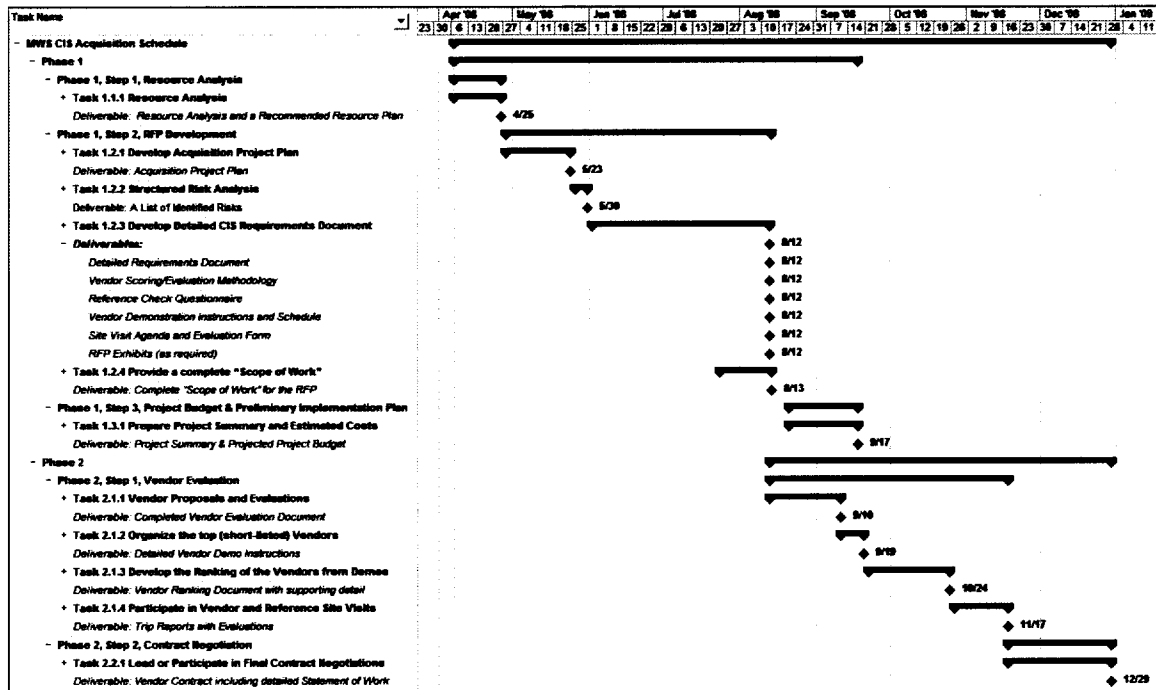 Task Name Apr '08 May '08 Jun '08 Jul '08 Aug '08 Sep '08 Oct '08 Nov '08 Dec '08 Jan '09
23 30 6 13 20 27 4 11 18 25 1 8 15 22 29 6 13 20 27 3 10 17 24 31 7 14 21 28 5 12 19 26 2 9 16 23 30 7 14 21 28 4 11
- MWS CIS Acquisition Schedule
- Phase 1
- Phase 1, Step 1, Resource Analysis
+ Task 1.1.1 Resource Analysis
Deliverable: Resource Analysis and a Recommended Resource Plan 4/25
- Phase 1, Step 2, RFP Development
+ Task 1.2.1 Develop Acquisition Project Plan
Deliverable: Acquisition Project Plan 5/23
+ Task 1.2.2 Structured Risk Analysis
Deliverable: A List of Identified Risks 5/30
+ Task 1.2.3 Develop Detailed CIS Requirements Document
- Deliverables: 8/12
Detailed Requirements Document 8/12
Vendor Scoring/Evaluation Methodology 8/12
Reference Check Questionnaire 8/12
Vendor Demonstration Instructions and Schedule 8/12
Site Visit Agenda and Evaluation Form 8/12
RFP Exhibits (as required) 8/12
+ Task 1.2.4 Provide a complete "Scope of Work"
Deliverable: Complete "Scope of Work" for the RFP 8/13
- Phase 1, Step 3, Project Budget & Preliminary Implementation Plan
+ Task 1.3.1 Prepare Project Summary and Estimated Costs
Deliverable: Project Summary & Projected Project Budget 9/17
- Phase 2
- Phase 2, Step 1, Vendor Evaluation
+ Task 2.1.1 Vendor Proposals and Evaluations
Deliverable: Completed Vendor Evaluation Document 9/10
+ Task 2.1.2 Organize the top (short-listed) Vendors
Deliverable: Detailed Vendor Demo Instructions 9/19
+ Task 2.1.3 Develop the Ranking of the Vendors from Demos
Deliverable: Vendor Ranking Document with supporting detail 10/24
+ Task 2.1.4 Participate in Vendor and Reference Site Visits
Deliverable: Trip Reports with Evaluations 11/17
- Phase 2, Step 2, Contract Negotiation
+ Task 2.2.1 Lead or Participate in Final Contract Negotiations
Deliverable: Vendor Contract including detailed Statement of Work 12/29